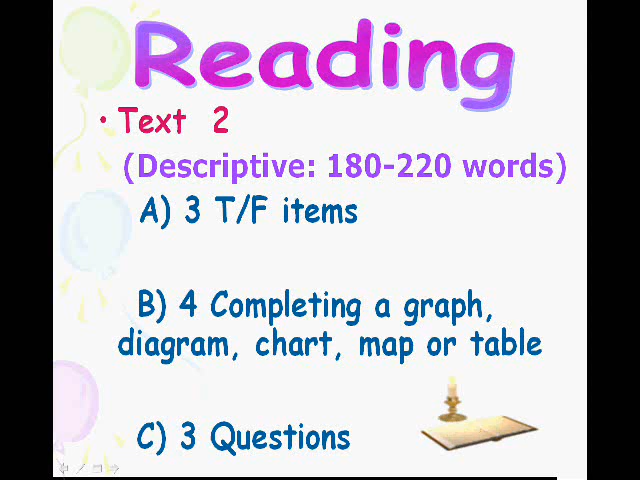 Reading
• Text 2
(Descriptive: 180-220 words)
A) 3 T/F items
B) 4 Completing a graph,
diagram, chart, map or table
C) 3 Questions